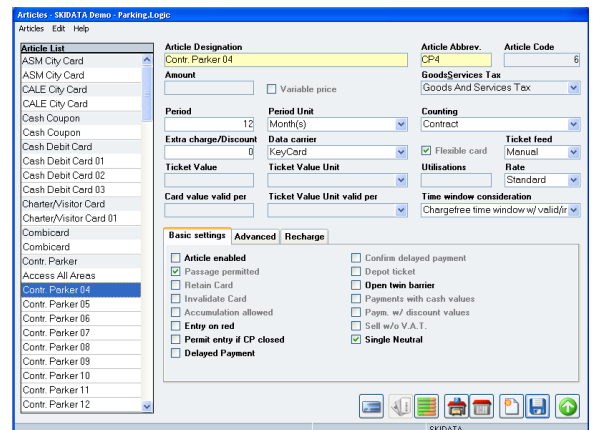 Articles - SKIDATA Demo - Parking.Logic
Articles Edit Help
Article List
ASM City Card
ASM City Card
CALE City Card
CALE City Card
Cash Coupon
Cash Coupon
Cash Debit Card
Cash Debit Card 01
Cash Debit Card 02
Cash Debit Card 03
Charter/Visitor Card
Charter/Visitor Card 01
Combicard
Combicard
Contr. Parker
Access All Areas
Contr. Parker 04
Contr. Parker 05
Contr. Parker 06
Contr. Parker 07
Contr. Parker 08
Contr. Parker 09
Contr. Parker 10
Contr. Parker 11
Contr. Parker 12
Article Designation Article Abbrev. Article Code
Contr. Parker 04 CP4 6
Amount GoodsServices Tax
Variable price Goods And Services Tax
Period Period Unit Counting
12 Month(s) Contract
Extra charge/Discount Data carrier Ticket feed
0 KeyCard Flexible card Manual
Ticket Value Ticket Value Unit Utilisations Rate
Standard
Card value valid per Ticket Value Unit valid per Time window consideration
Chargefree time window w/ valid/ir
Basic settings Advanced Recharge
Article enabled Confirm delayed payment
Passage permitted Depot ticket
Retain Card Open twin barrier
Invalidate Card Payments with cash values
Accumulation allowed Paym. w/ discount values
Entry on red Sell w/o V.A.T.
Permit entry if CP closed Single Neutral
Delayed Payment
SKIDATA